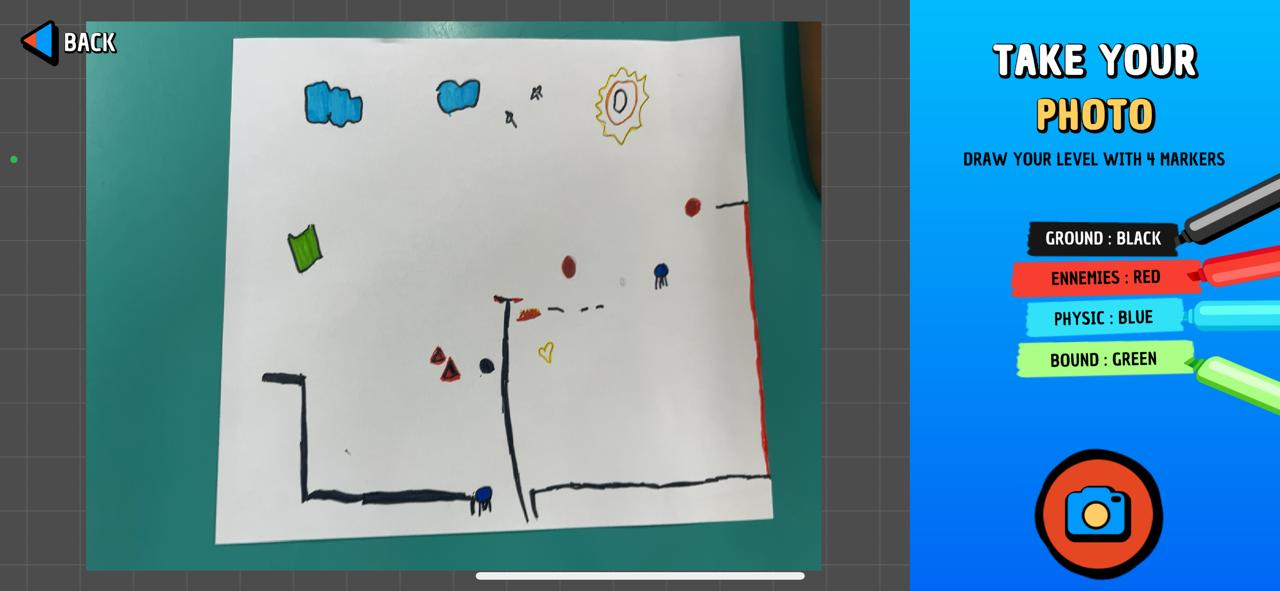 BACK
TAKE YOUR
PHOTO
DRAW YOUR LEVEL WITH 4 MARKERS
GROUND : BLACK
ENNEMIES : RED
PHYSIC : BLUE
BOUND : GREEN